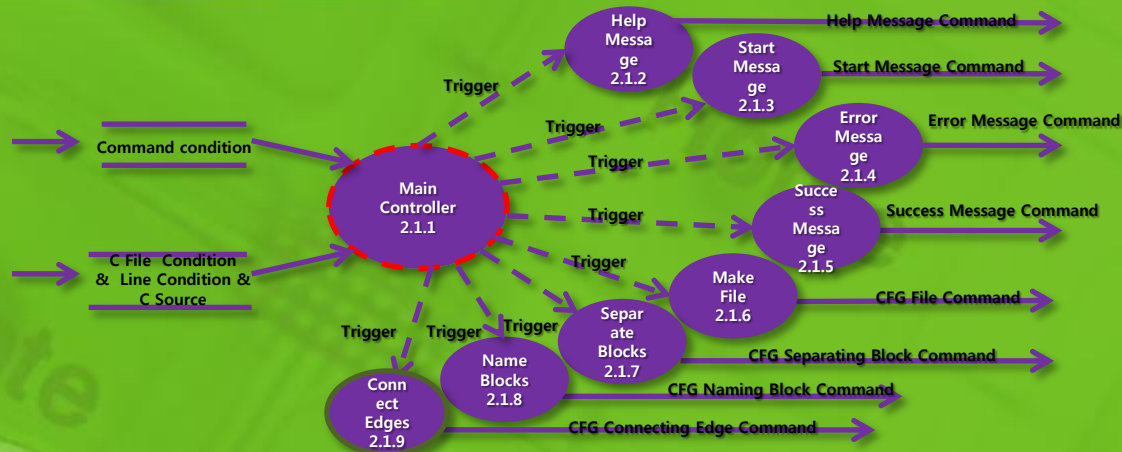 Help
Messa
ge
2.1.2
Help Message Command
Start
Messa
ge
2.1.3
Start Message Command
Trigger
Trigger
Error
Messa
ge
2.1.4
Error Message Command
Command condition
Trigger
Main
Controller
2.1.1
Succe
ss
Messa
ge
2.1.5
Success Message Command
Trigger
C File Condition
& Line Condition &
C Source
Trigger
Make
File
2.1.6
CFG File Command
Trigger
Trigger
Trigger
Separ
ate
Blocks
2.1.7
CFG Separating Block Command
Name
Blocks
2.1.8
CFG Naming Block Command
Conn
ect
Edges
2.1.9
CFG Connecting Edge Command